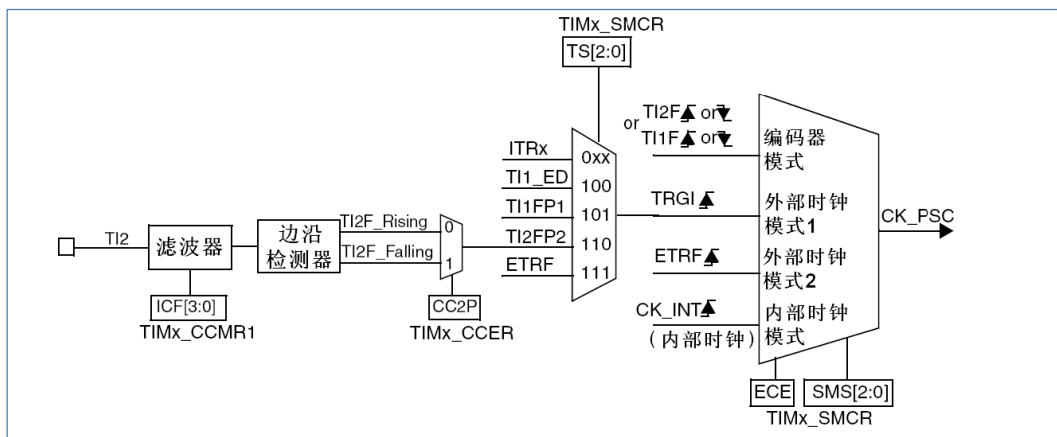 TIMx_SMCR
TS[2:0]
TI2F or
or TI1F or
编码器
模式
ITRx
0xx
TI1_ED
100
TI1FP1
101
TRGI
外部时钟
模式1
CK_PSC
TI2
滤波器
边沿
检测器
TI2F_Rising
0
TI2F_Falling
1
TI2FP2
110
ETRF
111
ETRF
外部时钟
模式2
ICF[3:0]
TIMx_CCMR1
CC2P
TIMx_CCER
CK_INT
(内部时钟)
内部时钟
模式
ECE
SMS[2:0]
TIMx_SMCR